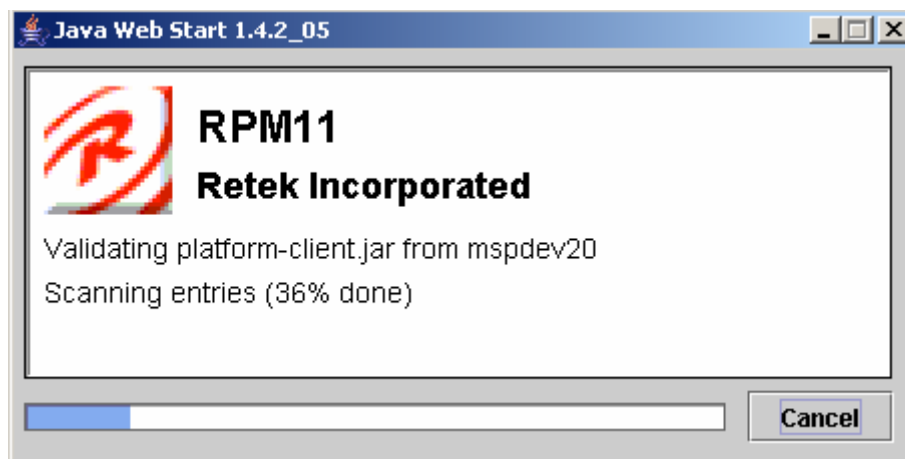 Java Web Start 1.4.2_05
R
RPM11
Retek Incorporated
Validating platform-client.jar from mspdev20
Scanning entries (36% done)
Cancel